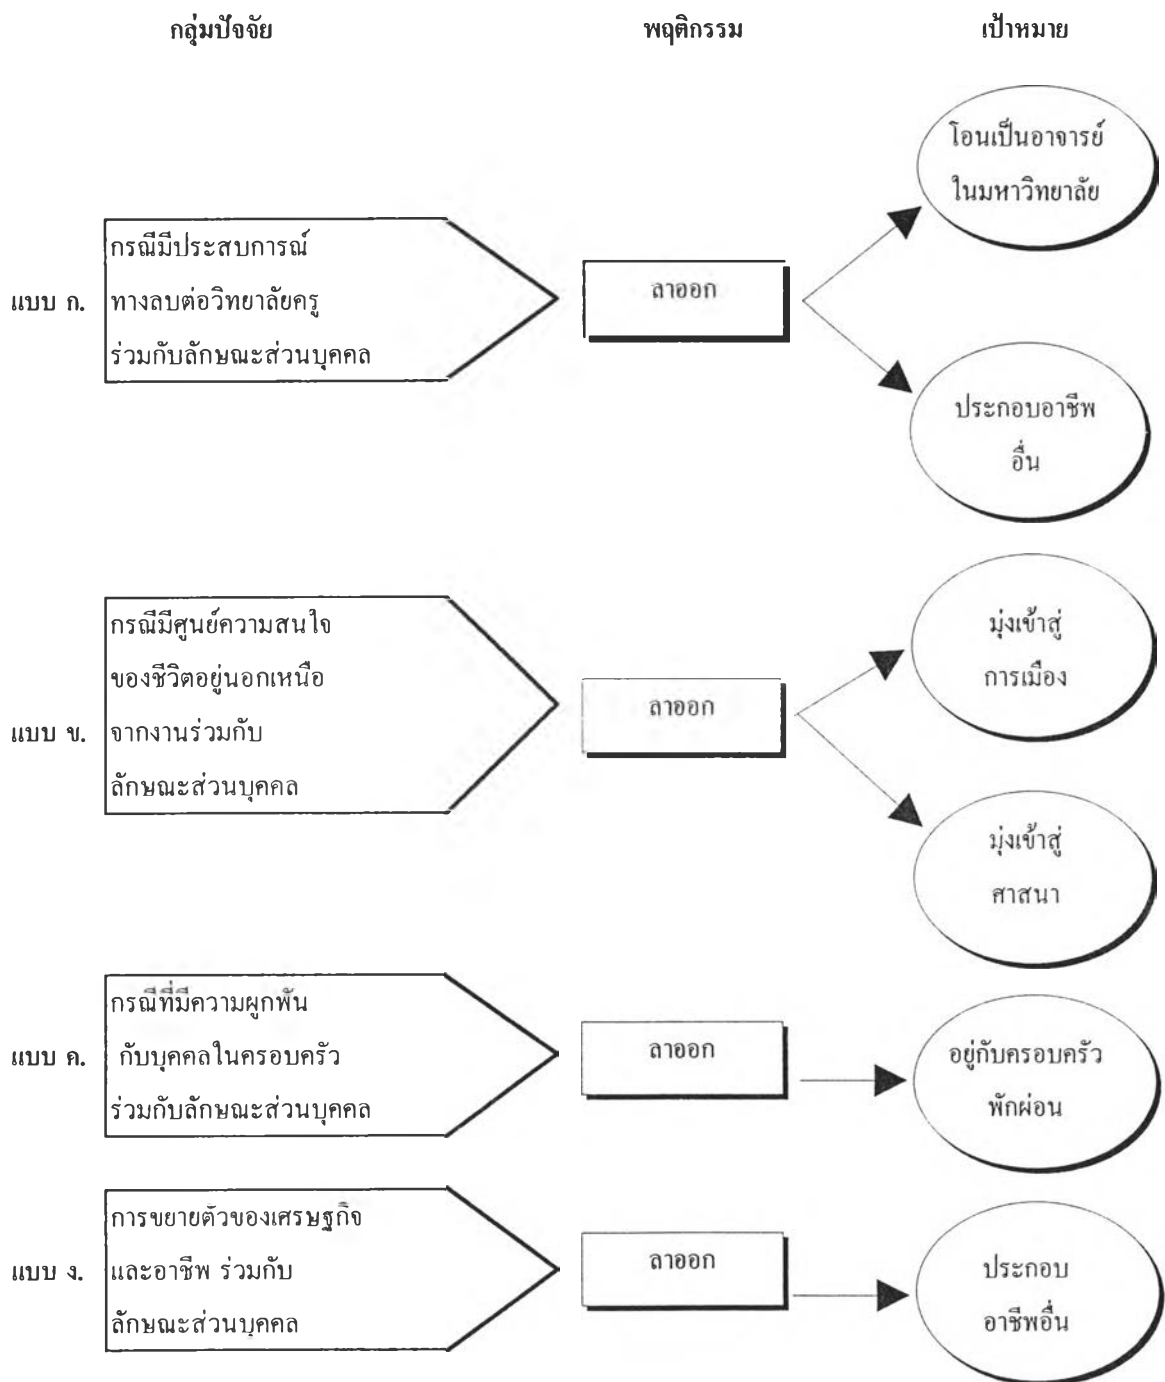 กลุ่มปัจจัย พฤติกรรม เป้าหมาย
แบบ ก.
กรณีมีประสบการณ์
ทางลบต่อวิทยาลัยครู
ร่วมกับลักษณะส่วนบุคคล
ลาออก
โอนเป็นอาจารย์
ในมหาวิทยาลัย
ประกอบอาชีพ
อื่น
แบบ ข.
กรณีมีศูนย์ความสนใจ
ของชีวิตอยู่นอกเหนือ
จากงานร่วมกับ
ลักษณะส่วนบุคคล
ลาออก
มุ่งเข้าสู่
การเมือง
มุ่งเข้าสู่
ศาสนา
แบบ ค.
กรณีที่มีความผูกพัน
กับบุคคลในครอบครัว
ร่วมกับลักษณะส่วนบุคคล
ลาออก
อยู่กับครอบครัว
พักผ่อน
แบบ ง.
การขยายตัวของเศรษฐกิจ
และอาชีพ ร่วมกับ
ลักษณะส่วนบุคคล
ลาออก
ประกอบ
อาชีพอื่น